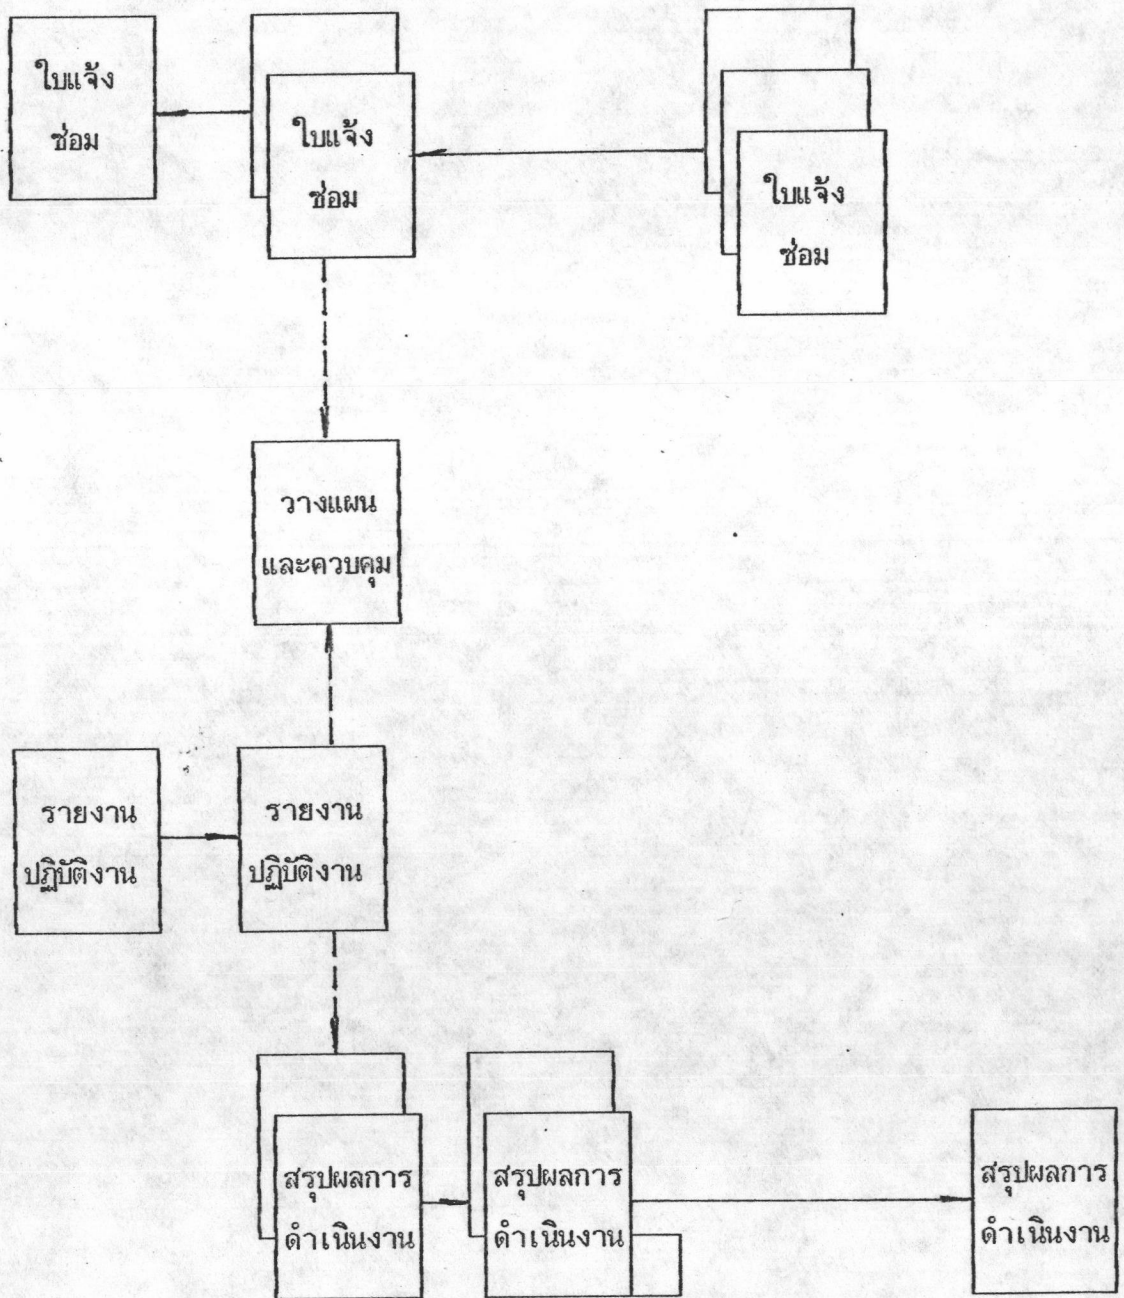 ใบแจ้ง
ซ่อม
ใบแจ้ง
ซ่อม
ใบแจ้ง
ซ่อม
วางแผน
และควบคุม
รายงาน
ปฏิบัติงาน
รายงาน
ปฏิบัติงาน
สรุปผลการ
ดำเนินงาน
สรุปผลการ
ดำเนินงาน
สรุปผลการ
ดำเนินงาน